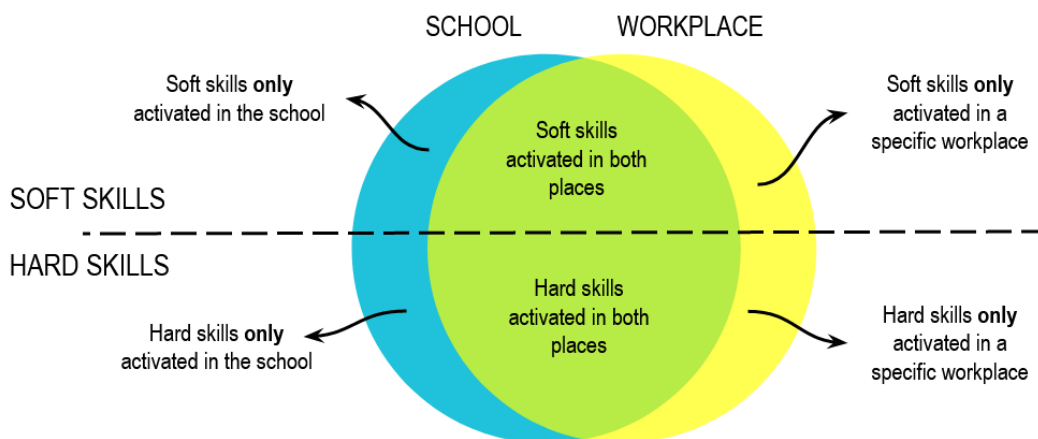 SCHOOL
WORKPLACE
Soft skills only
activated in the school
Soft skills
activated in both
places
Soft skills only
activated in a
specific workplace
SOFT SKILLS
HARD SKILLS
Hard skills only
activated in the school
Hard skills
activated in both
places
Hard skills only
activated in a
specific workplace